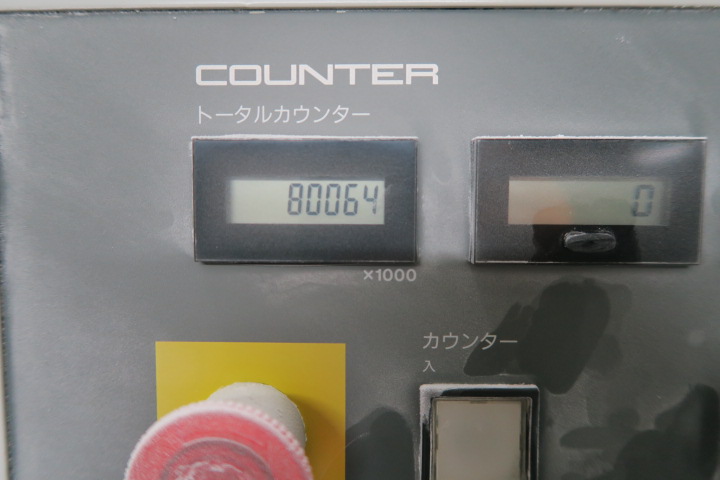 COUNTER
トータルカウンター
80064
0
×1000
カウンター
入